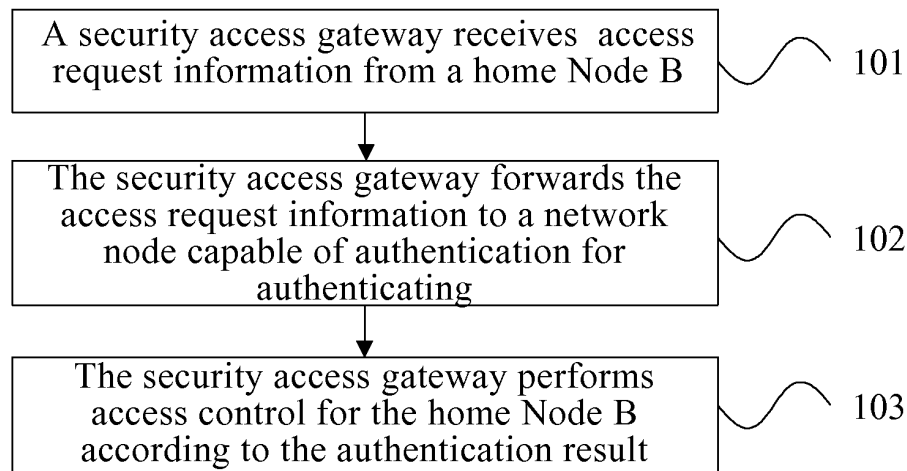 A security access gateway receives access
request information from a home Node B
101
The security access gateway forwards the
access request information to a network
node capable of authentication for
authenticating
102
The security access gateway performs
access control for the home Node B
according to the authentication result
103